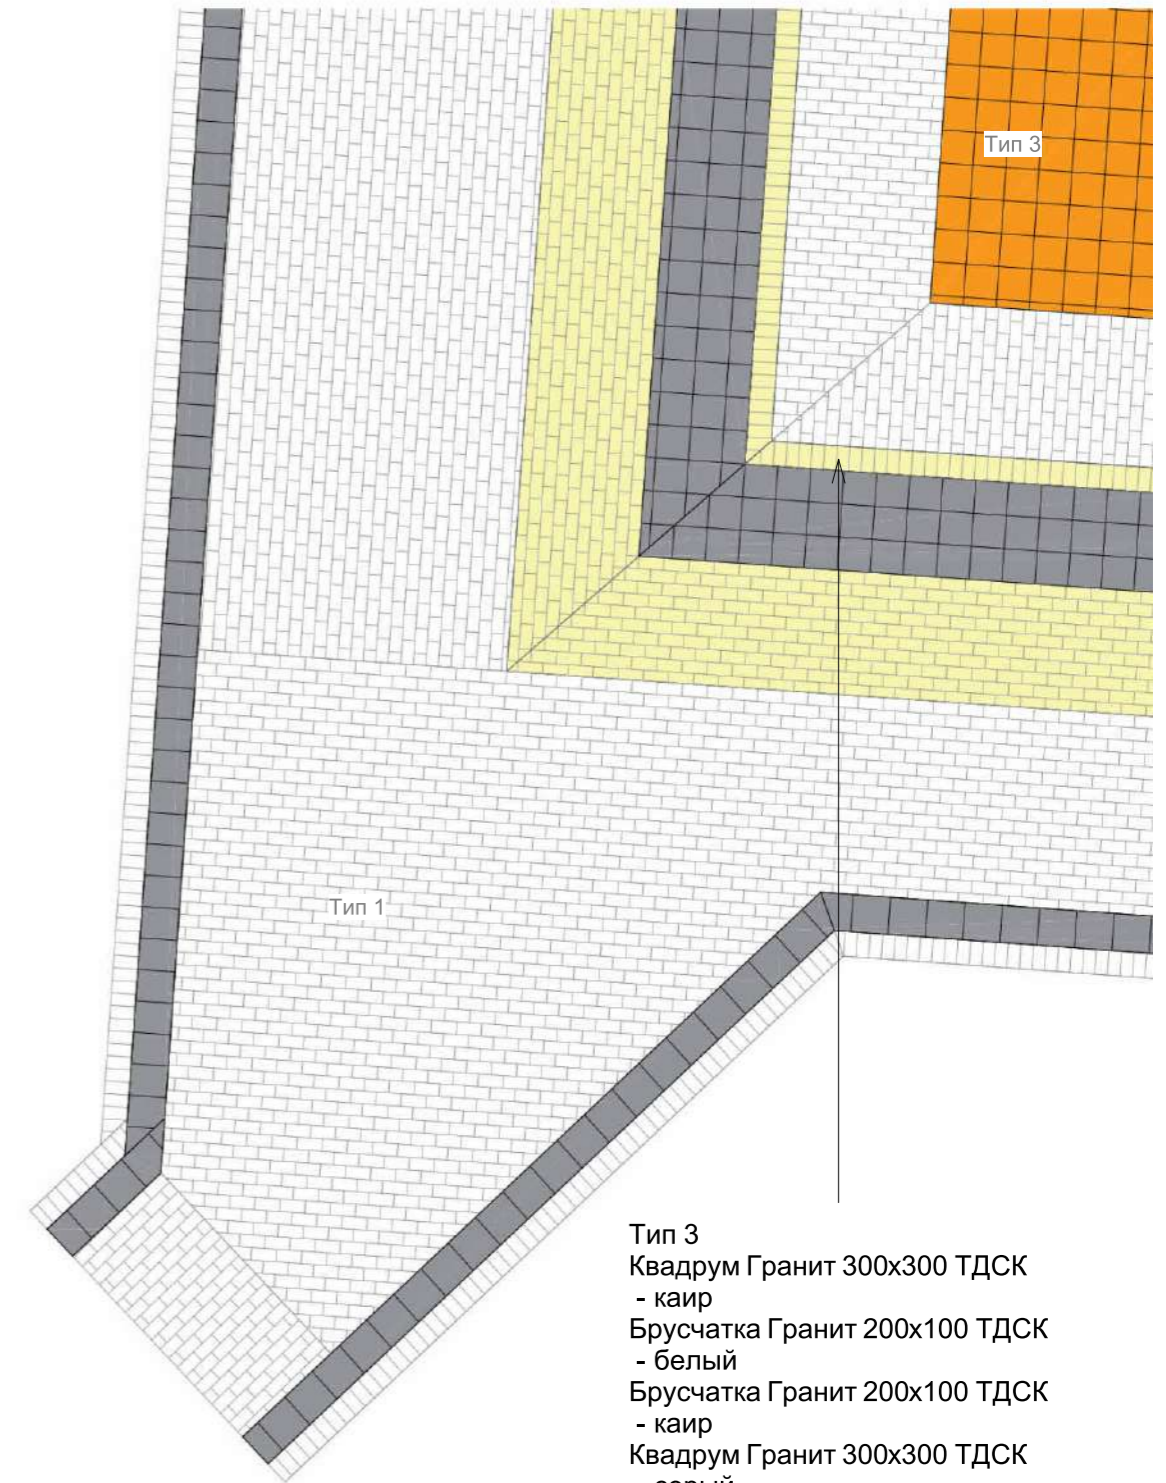 Тип 3
Тип 1
Тип 3
Квадрум Гранит 300х300 ТДСК
- каир
Брусчатка Гранит 200х100 ТДСК
- белый
Брусчатка Гранит 200х100 ТДСК
- каир
Квадрум Гранит 300х300 ТДСК